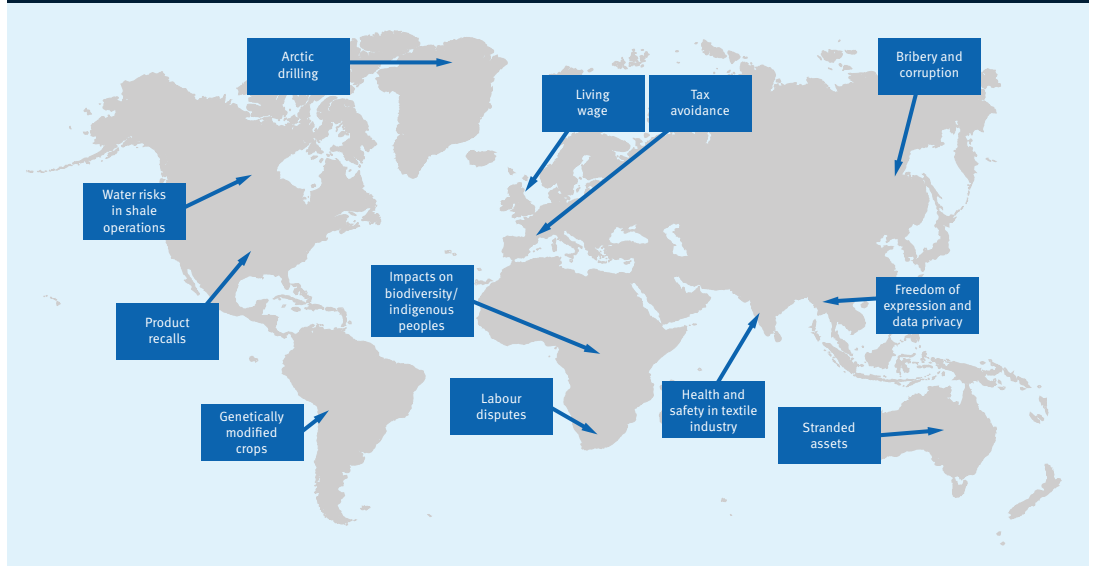 Arctic
drilling
Bribery and
corruption
Living
wage
Tax
avoidance
Water risks
in shale
operations
Impacts on
biodiversity/
indigenous
peoples
Freedom of
expression and
data privacy
Product
recalls
Labour
disputes
Health and
safety in textile
industry
Genetically
modified
crops
Stranded
assets